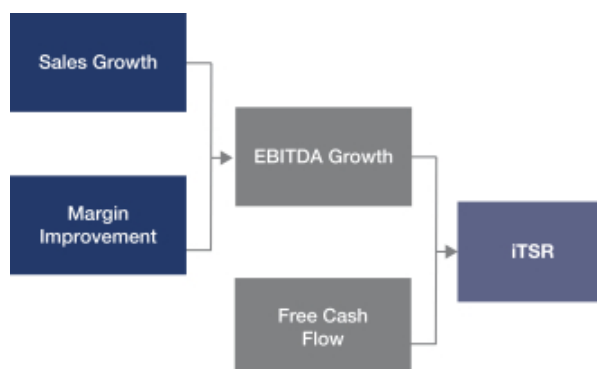 Sales Growth
Margin
Improvement
EBITDA Growth
Free Cash
Flow
iTSR